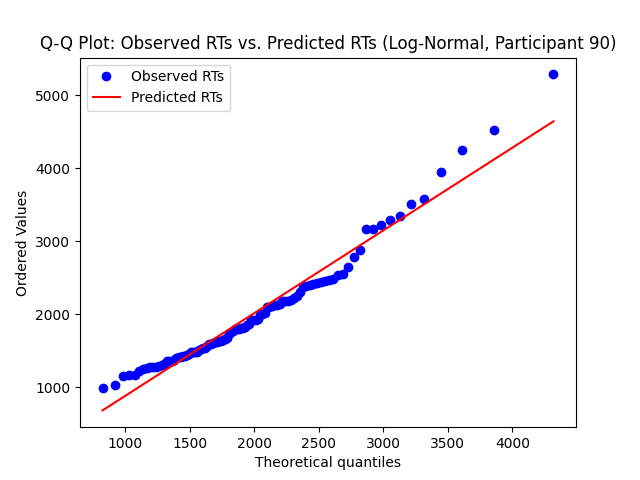 Q-Q Plot: Observed RTs vs. Predicted RTs (Log-Normal, Participant 90)
Observed RTs
Predicted RTs
5000
4000
3000
2000
1000
Ordered Values
1000 1500 2000 2500 3000 3500 4000
Theoretical quantiles